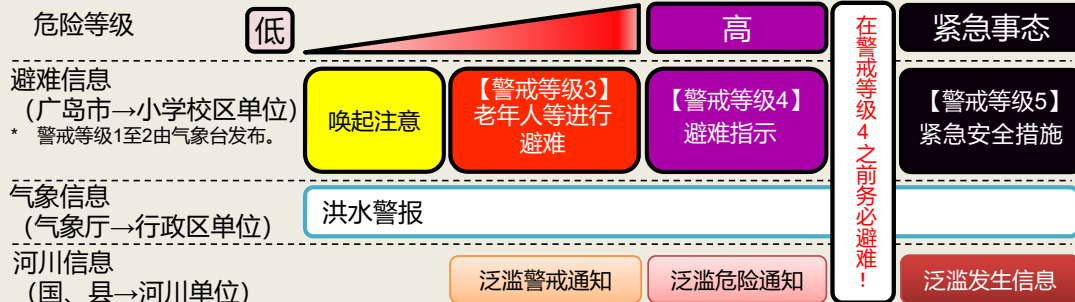 危险等级
低
高
紧急事态
避难信息
（广岛市→小学校区单位）
* 警戒等级1至2由气象台发布。
唤起注意
【警戒等级3】
老年人等进行
避难
【警戒等级4】
避难指示
在警戒等级4之前务必避难！
【警戒等级5】
紧急安全措施
气象信息
（气象厅→行政区单位）
洪水警报
河川信息
（国、县→河川单位）
泛滥警戒通知
泛滥危险通知
泛滥发生信息